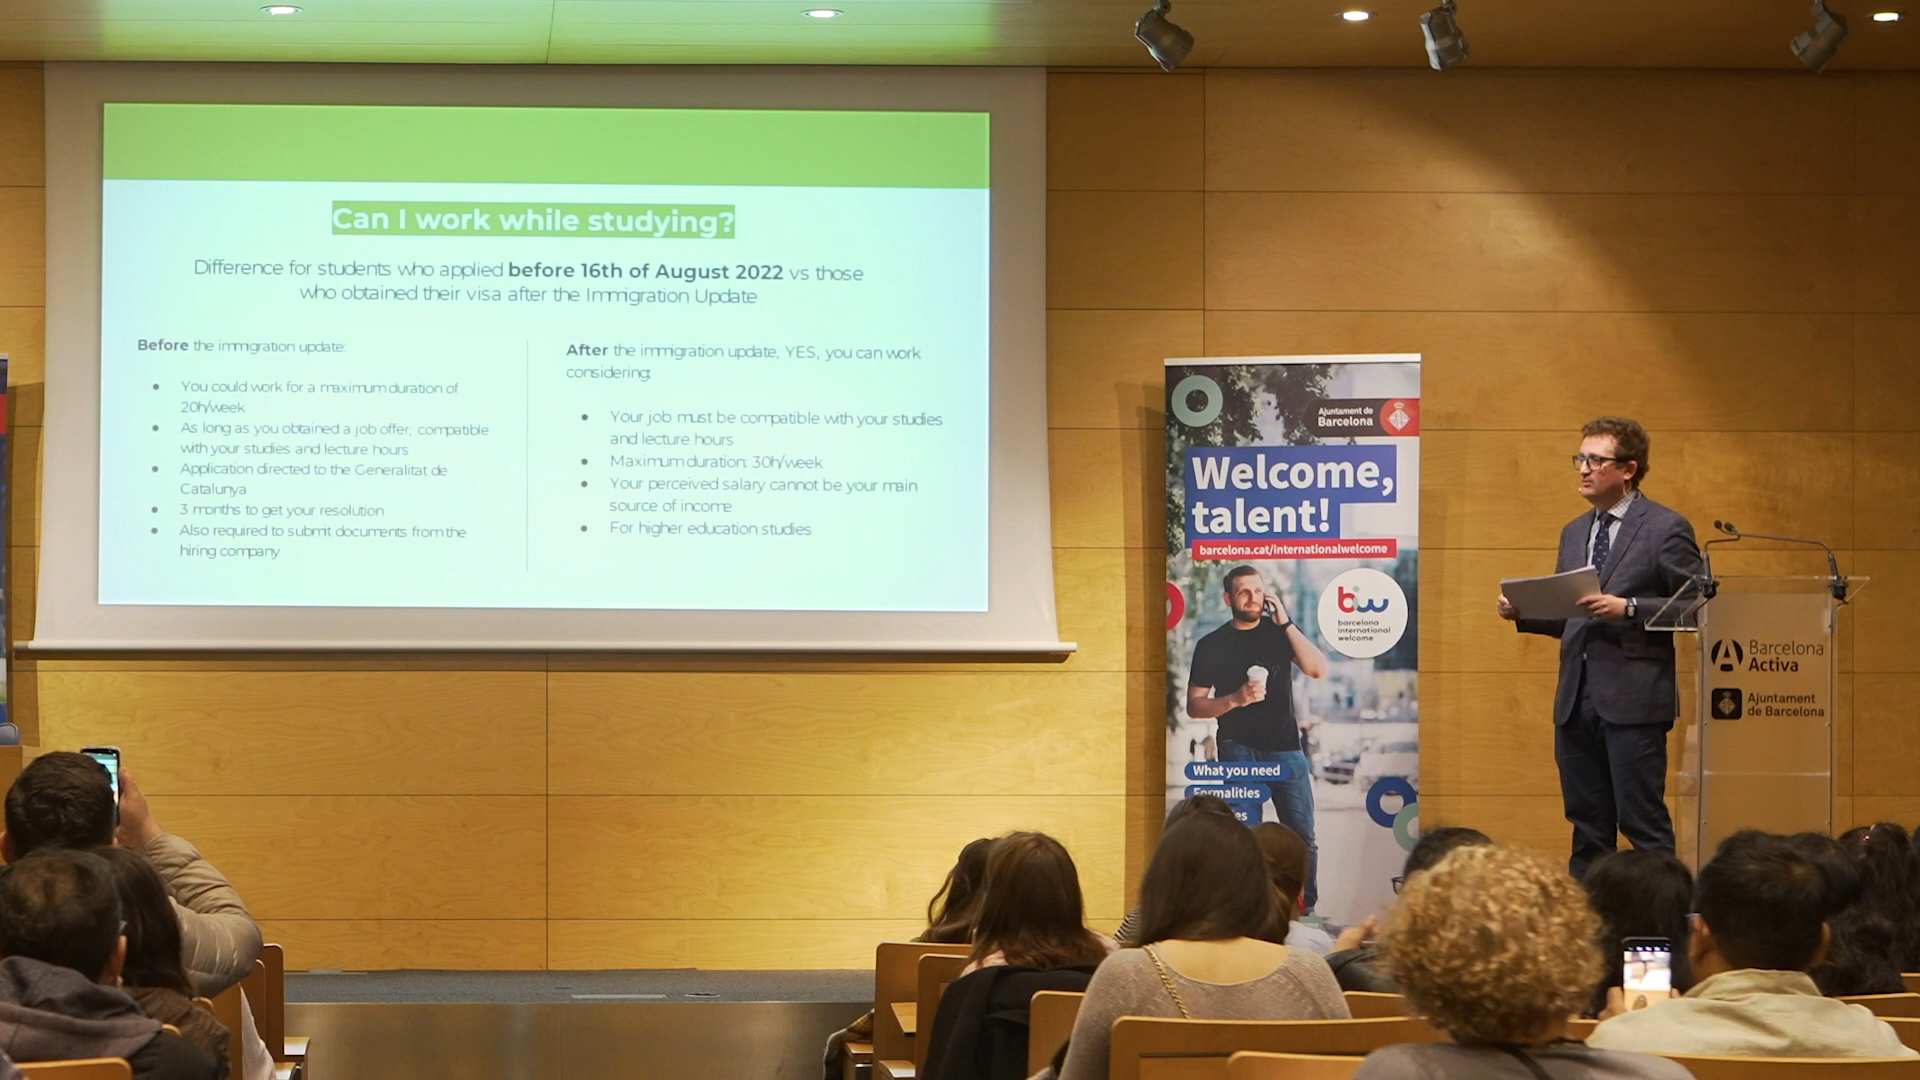 Can I work while studying?
Difference for students who applied before 16th of August 2022 vs those
who obtained their visa after the Immigration Update
Before the immigration update:
You could work for a maximum duration of
20h/week
As long as you obtained a job offer, compatible
with your studies and lecture hours
Application directed to the Generalitat de
Catalunya
3 months to get your resolution
Also required to submit documents from the
hiring company
After the immigration update, YES, you can work
considering:
Your job must be compatible with your studies
and lecture hours
Maximum duration: 30h/week
Your perceived salary cannot be your main
source of income
For higher education studies
Ajuntament de
Barcelona
Welcome,
talent!
barcelona.cat/internationalwelcome
biw
barcelona
international
welcome
What you need
Formalities
Barcelona
Activa
Ajuntament
de Barcelona